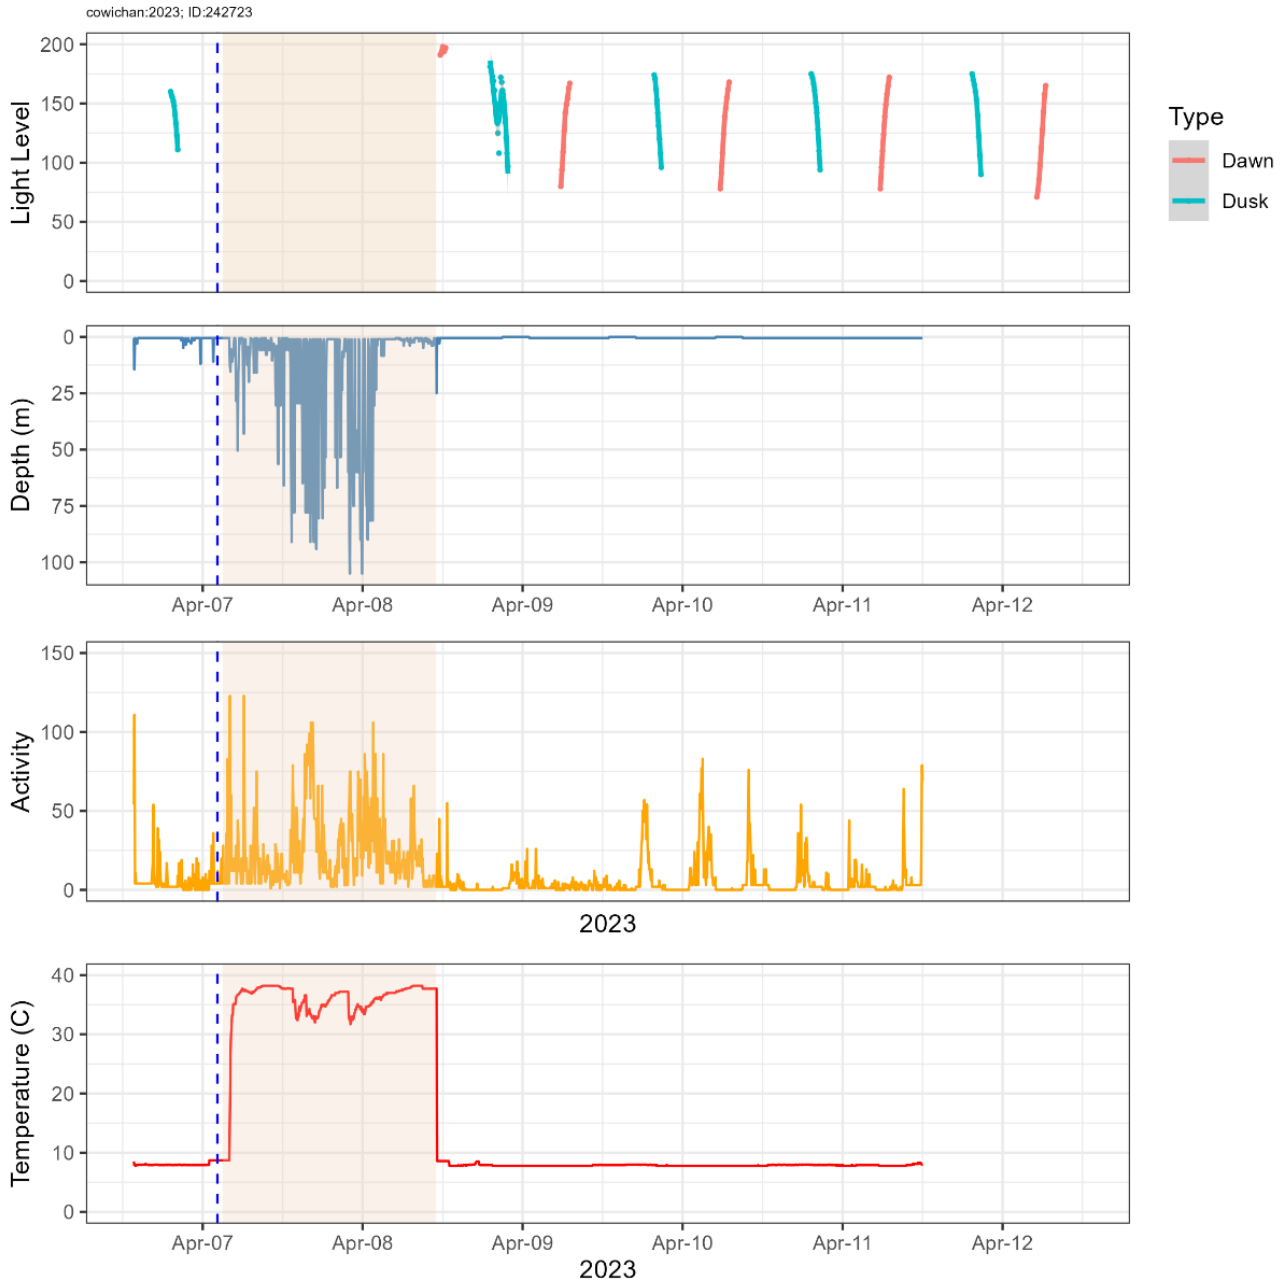 cowichan:2023; ID:242723
200
150
100
50
0
Light Level
Type
Dawn
Dusk
0
25
50
75
100
Depth (m)
Apr-07 Apr-08 Apr-09 Apr-10 Apr-11 Apr-12
150
100
50
0
Activity
2023
40
30
20
10
0
Temperature (C)
Apr-07 Apr-08 Apr-09 Apr-10 Apr-11 Apr-12
2023